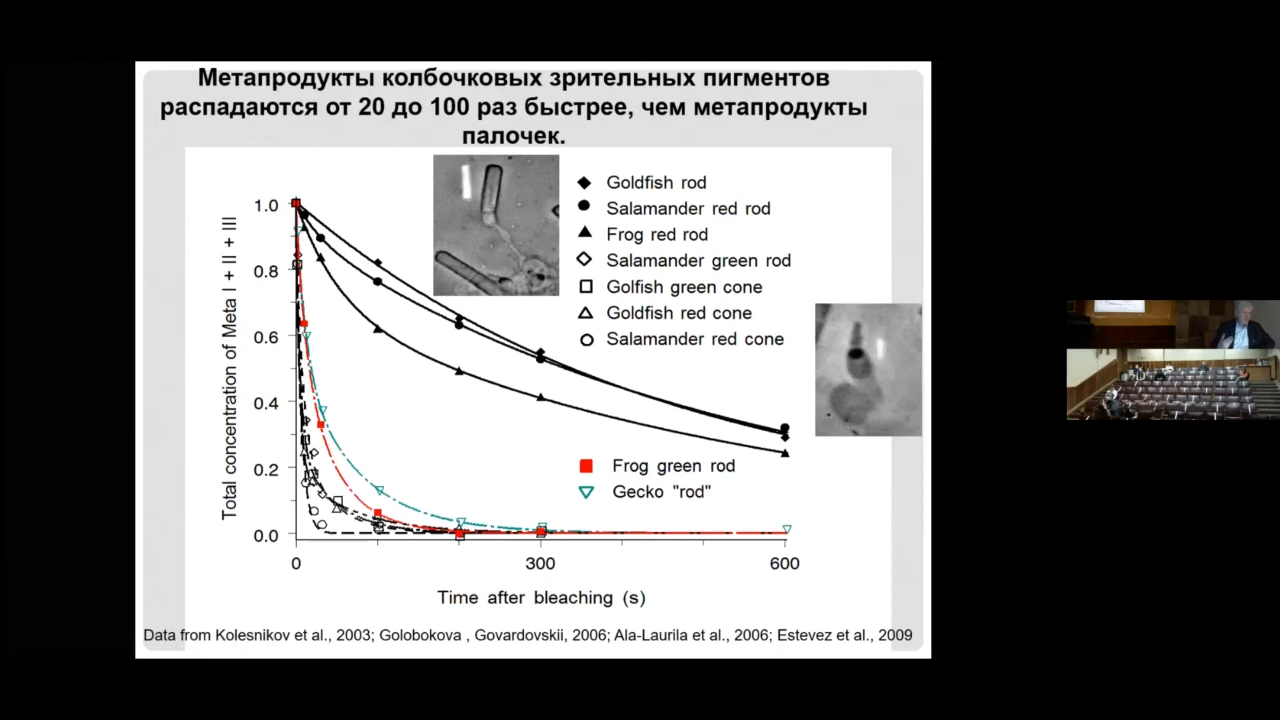 Метапродукты колбочковых зрительных пигментов
распадаются от 20 до 100 раз быстрее, чем метапродукты
палочек.
Total concentration of Meta I + II + III
1.0
0.8
0.6
0.4
0.2
0.0
0
300
600
Time after bleaching (s)
Goldfish rod
Salamander red rod
Frog red rod
Salamander green rod
Golfish green cone
Goldfish red cone
Salamander red cone
Frog green rod
Gecko "rod"
Data from Kolesnikov et al., 2003; Golobokova , Govardovskii, 2006; Ala-Laurila et al., 2006; Estevez et al., 2009